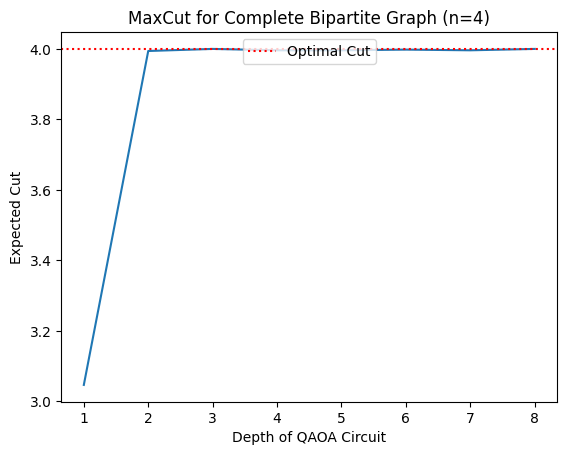 MaxCut for Complete Bipartite Graph (n=4)
4.0
3.8
3.6
3.4
3.2
3.0
Expected Cut
Optimal Cut
1 2 3 4 5 6 7 8
Depth of QAOA Circuit